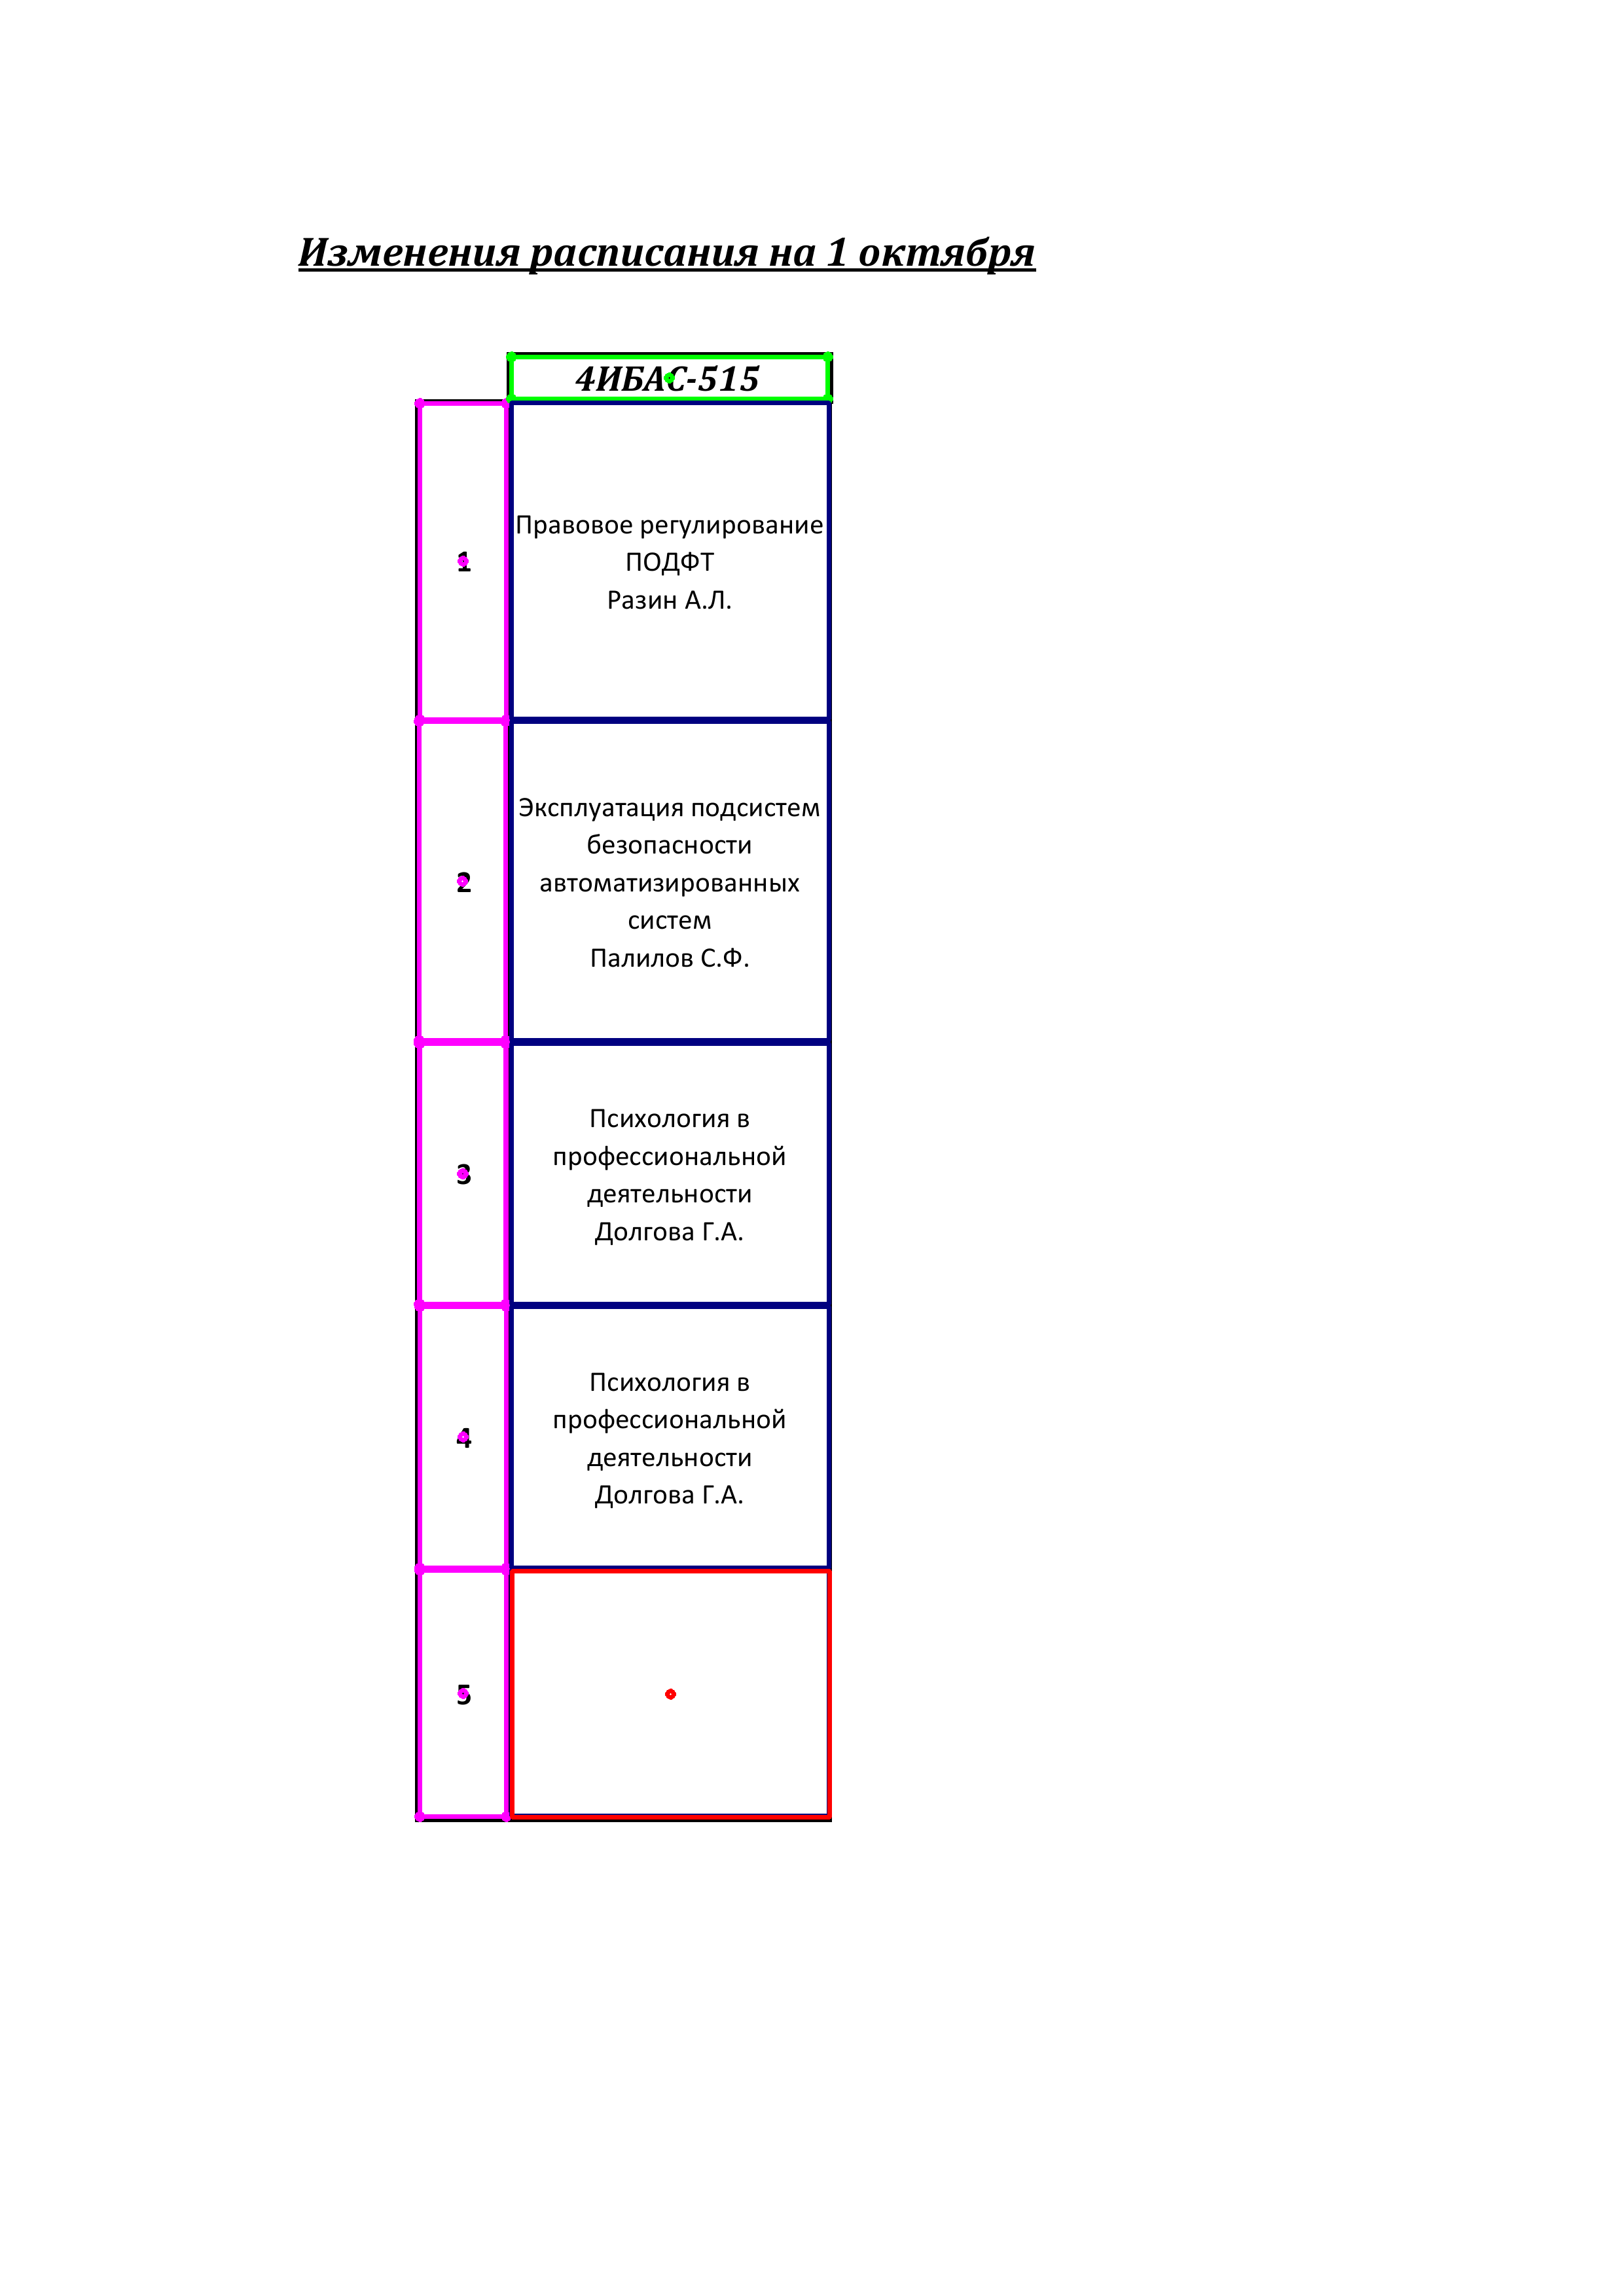 Изменения расписания на 1 октября
4ИБАС-515
1
Правовое регулирование
ПОДФТ
Разин А.Л.
2
Эксплуатация подсистем
безопасности
автоматизированных
систем
Палилов С.Ф.
3
Психология в
профессиональной
деятельности
Долгова Г.А.
4
Психология в
профессиональной
деятельности
Долгова Г.А.
5